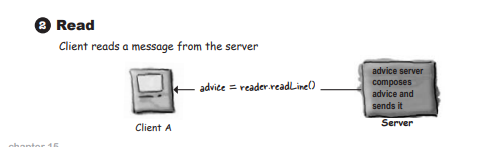 2 Read
Client reads a message from the server
advice = reader.readLine()
advice server
composes
advice and
sends it
Client A
Server